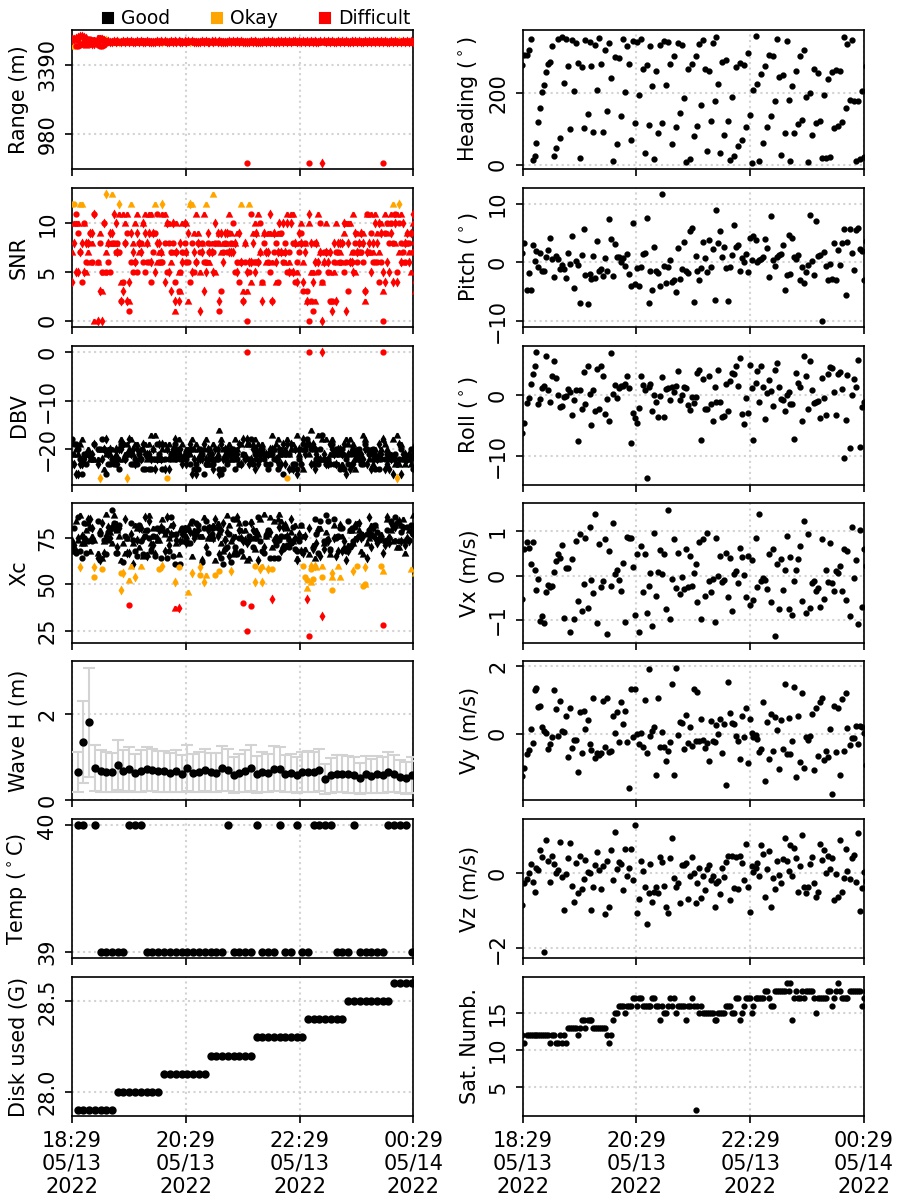 Good Okay Difficult
Range (m)
3390
980
Heading (°)
200
0
SNR
10
5
0
Pitch (°)
10
0
−10
DBV
0
−10
−20
Roll (°)
0
−10
Xc
75
50
25
Vx (m/s)
1
0
−1
Wave H (m)
2
0
Vy (m/s)
2
0
Temp (°C)
40
39
Vz (m/s)
0
−2
Disk used (G)
28.5
28.0
Sat. Numb.
15
10
5
18:29 20:29 22:29 00:29 18:29 20:29 22:29 00:29
05/13 05/13 05/13 05/14 05/13 05/13 05/13 05/14
2022 2022 2022 2022 2022 2022 2022 2022